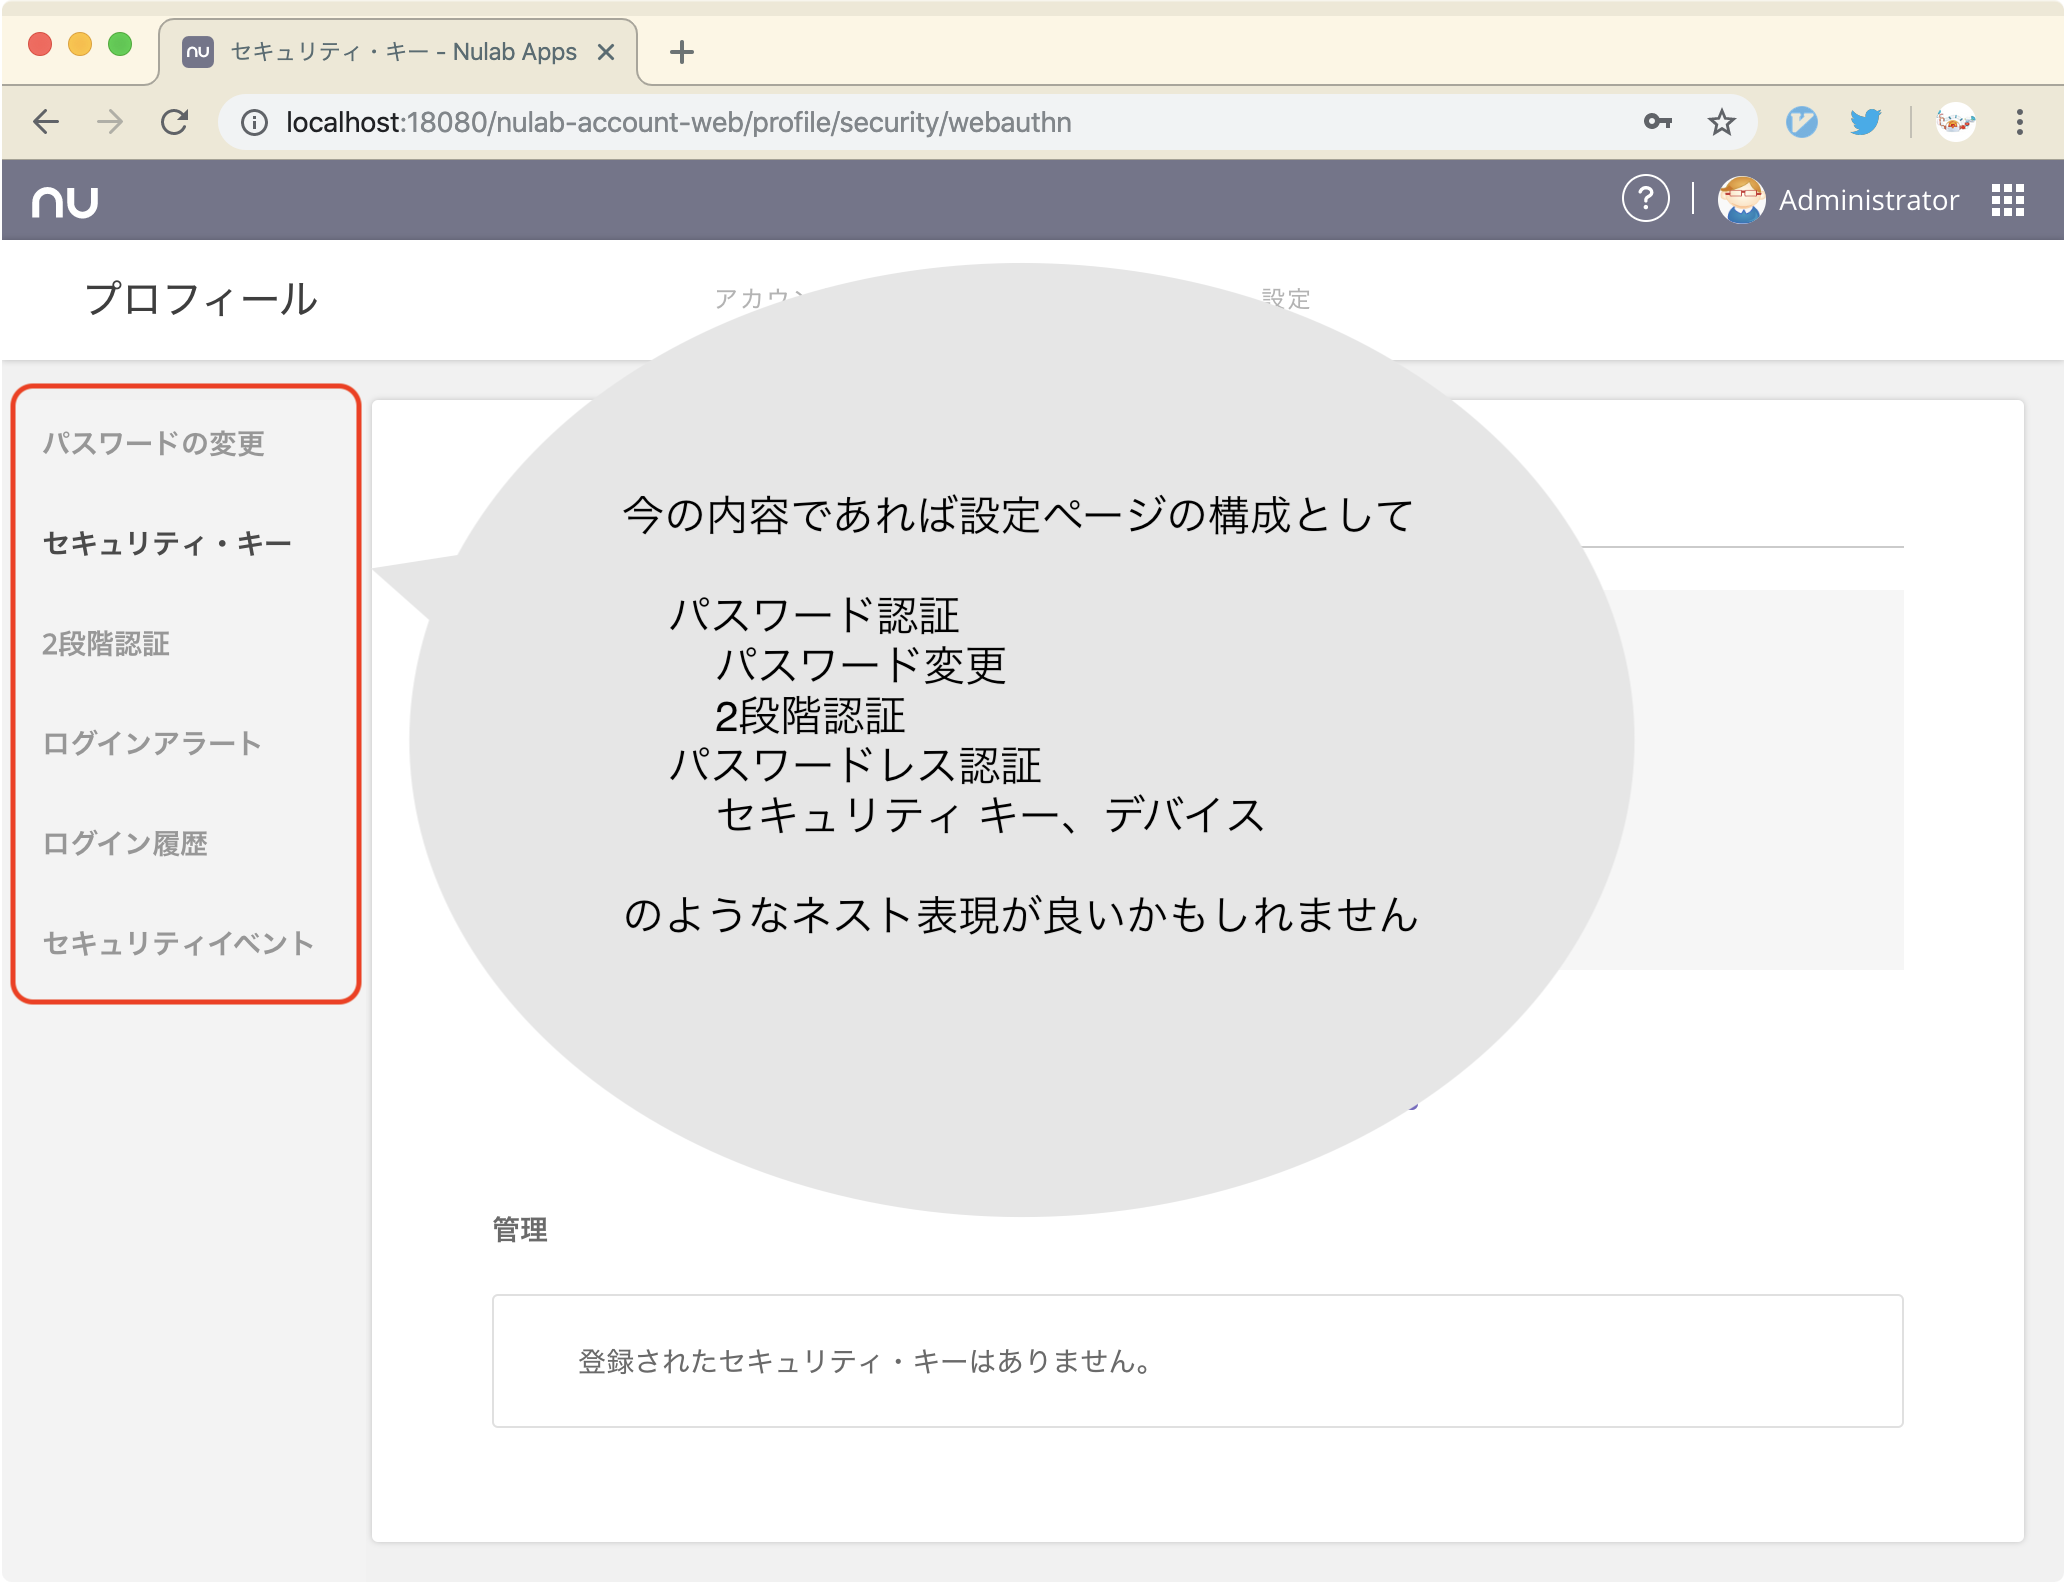 nu セキュリティ・キー - Nulab Apps
localhost:18080/nulab-account-web/profile/security/webauthn
nu ? Administrator
プロフィール
アカウン 設定
パスワードの変更
セキュリティ・キー
2段階認証
ログインアラート
ログイン履歴
セキュリティイベント
今の内容であれば設定ページの構成として
パスワード認証
パスワード変更
2段階認証
パスワードレス認証
セキュリティ キー、デバイス
のようなネスト表現が良いかもしれません
管理
登録されたセキュリティ・キーはありません。